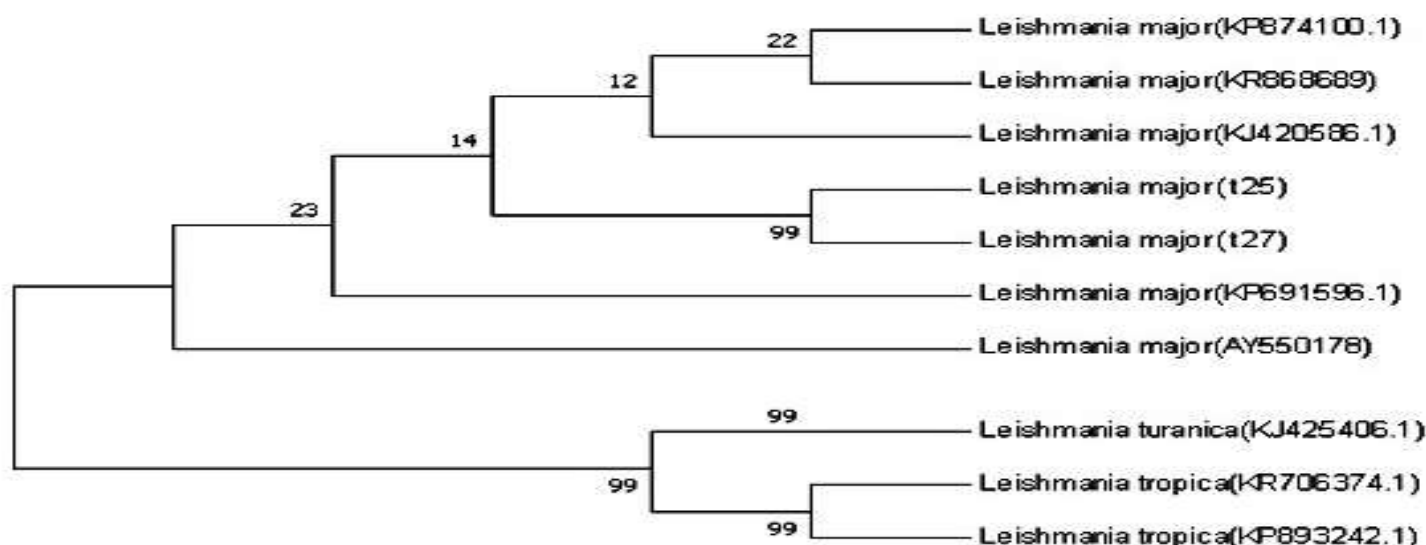 Leishmania major(KP874100.1)
22
Leishmania major(KR868689)
12
Leishmania major(KJ420586.1)
14
Leishmania major(t25)
23
99
Leishmania major(t27)
Leishmania major(KP691596.1)
Leishmania major(AY550178)
99
Leishmania turanica(KJ425406.1)
99
Leishmania tropica(KR706374.1)
99
Leishmania tropica(KP893242.1)